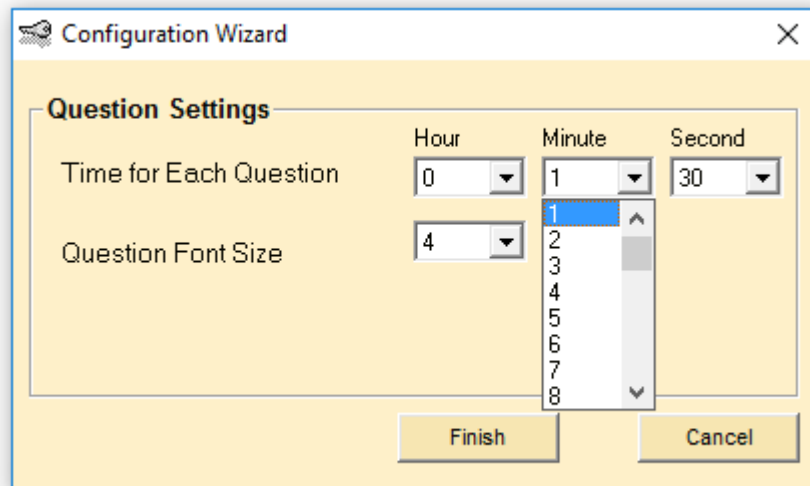 Configuration Wizard
Question Settings
Hour Minute Second
Time for Each Question 0 1 30
Question Font Size 4
1
2
3
4
5
6
7
8
Finish Cancel